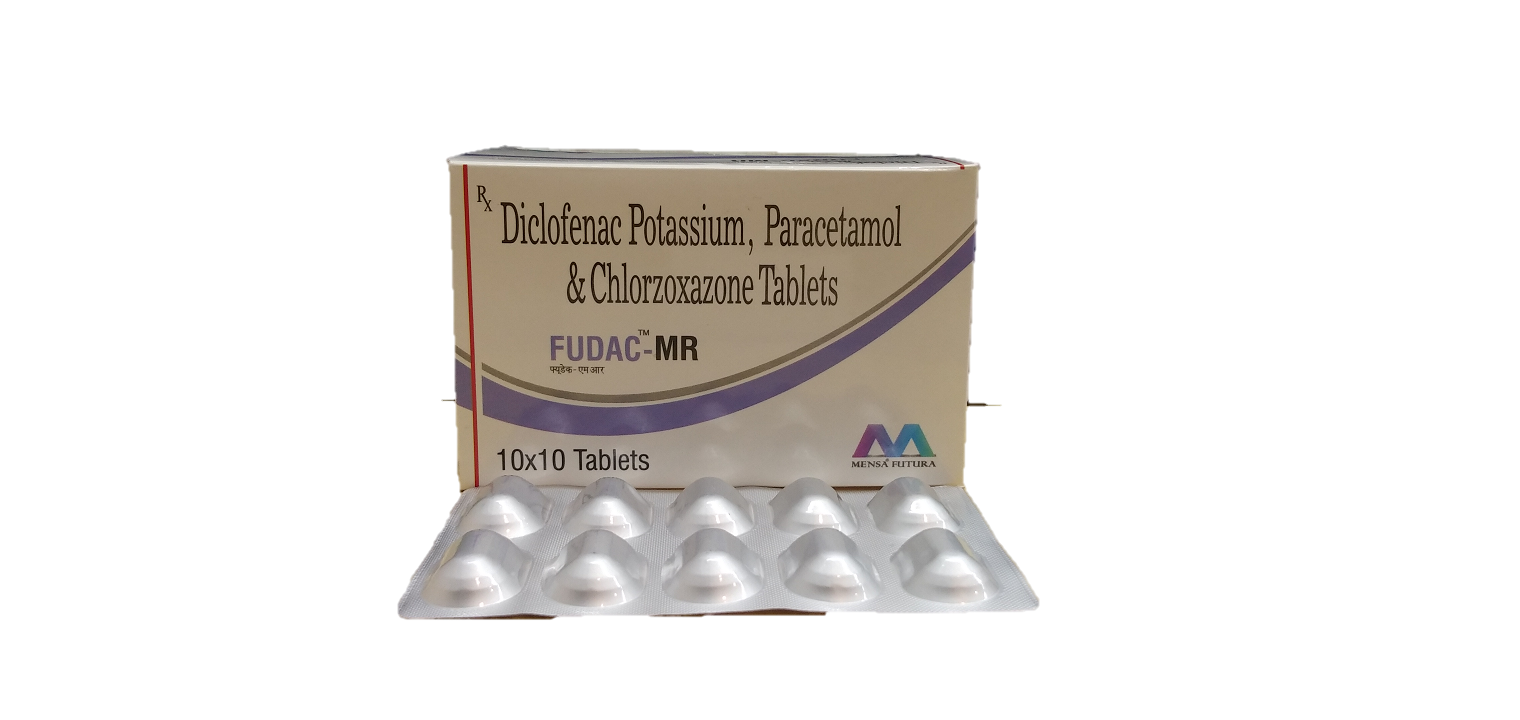 Rx
Diclofenac Potassium, Paracetamol
& Chlorzoxazone Tablets
FUDAC™-MR
फ्यूडेक - एम आर
10x10 Tablets
MENSA® FUTURA